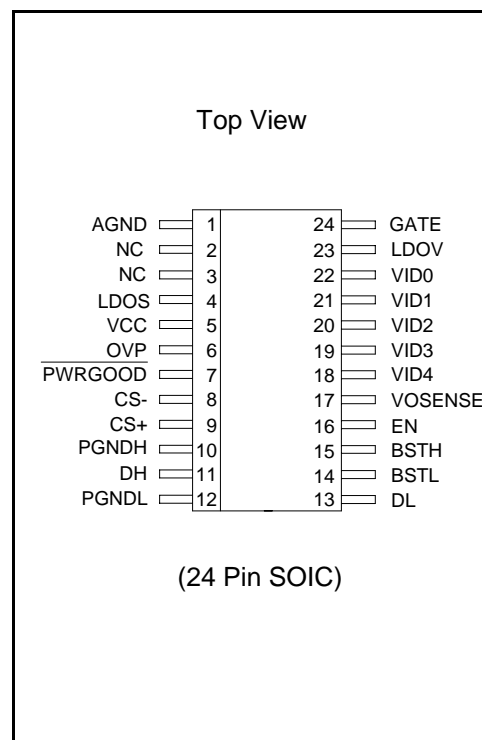 Top View
AGND 1 24 GATE
NC 2 23 LDOV
NC 3 22 VID0
LDOS 4 21 VID1
VCC 5 20 VID2
OVP 6 19 VID3
PWRGOOD 7 18 VID4
CS- 8 17 VOSENSE
CS+ 9 16 EN
PGNDH 10 15 BSTH
DH 11 14 BSTL
PGNDL 12 13 DL
(24 Pin SOIC)